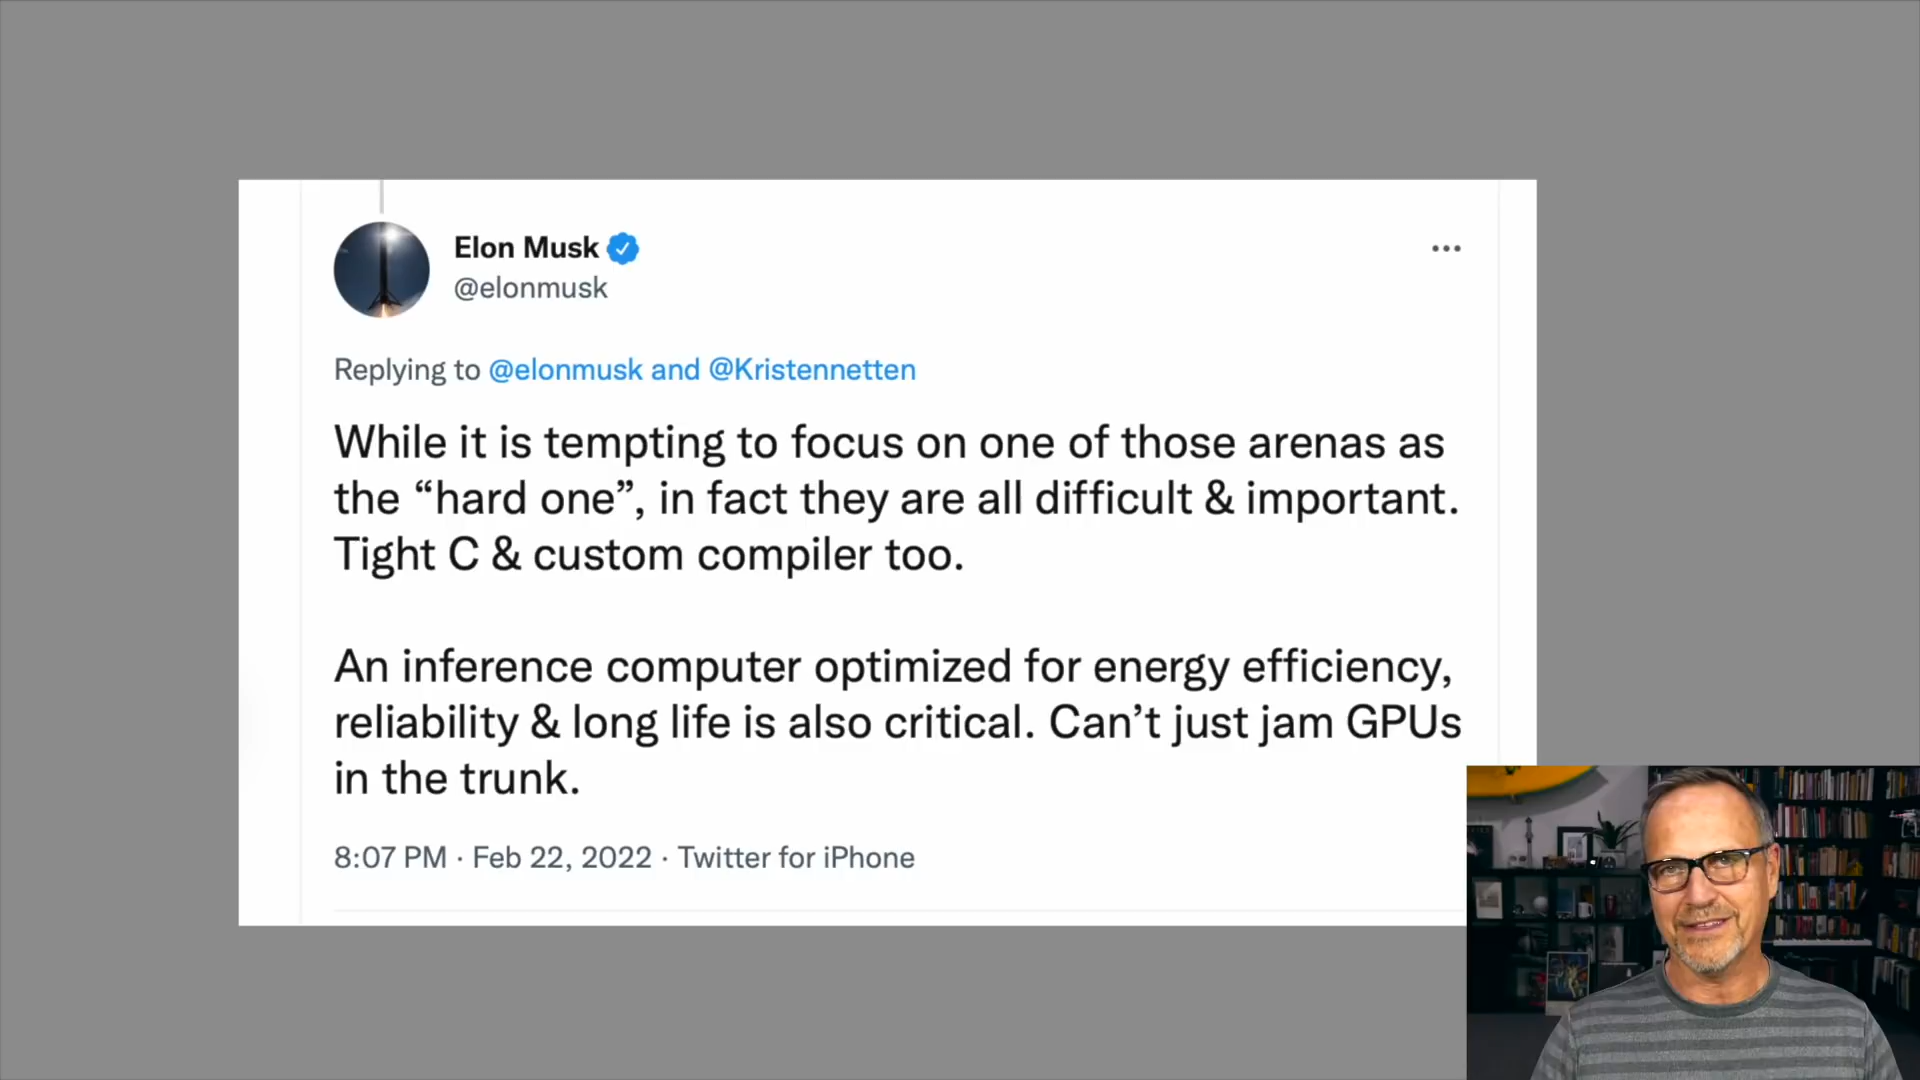 Elon Musk
@elonmusk
Replying to @elonmusk and @Kristennetten
While it is tempting to focus on one of those arenas as
the “hard one”, in fact they are all difficult & important.
Tight C & custom compiler too.
An inference computer optimized for energy efficiency,
reliability & long life is also critical. Can’t just jam GPUs
in the trunk.
8:07 PM · Feb 22, 2022 · Twitter for iPhone